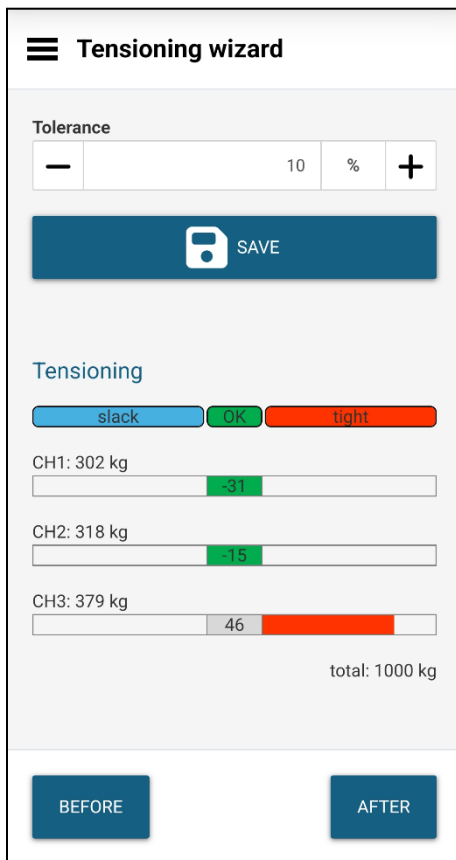 Tensioning wizard
Tolerance
10 %
SAVE
Tensioning
slack OK tight
CH1: 302 kg
-31
CH2: 318 kg
-15
CH3: 379 kg
46
total: 1000 kg
BEFORE AFTER